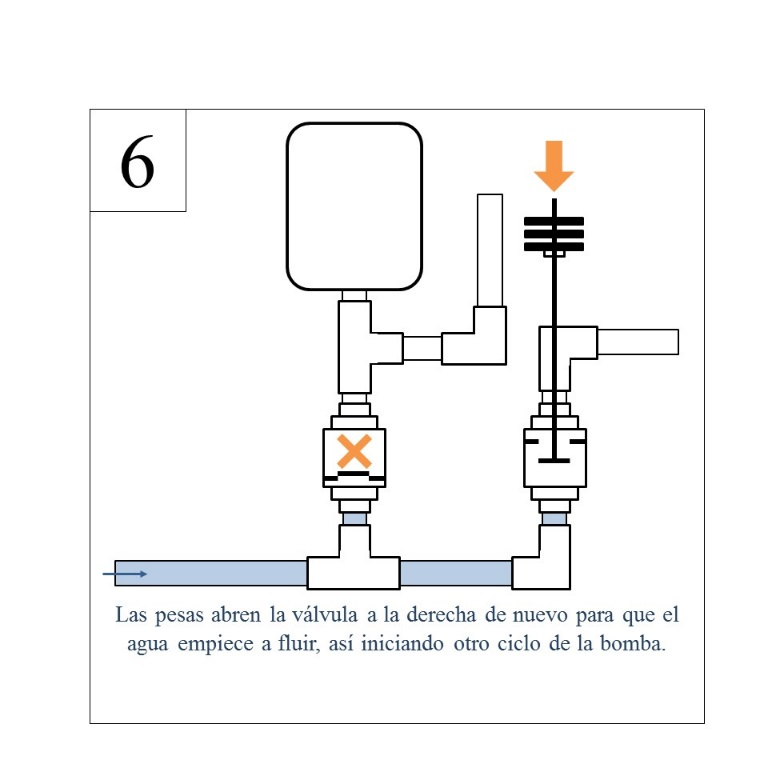 6
Las pesas abren la válvula a la derecha de nuevo para que el
agua empiece a fluir, así iniciando otro ciclo de la bomba.